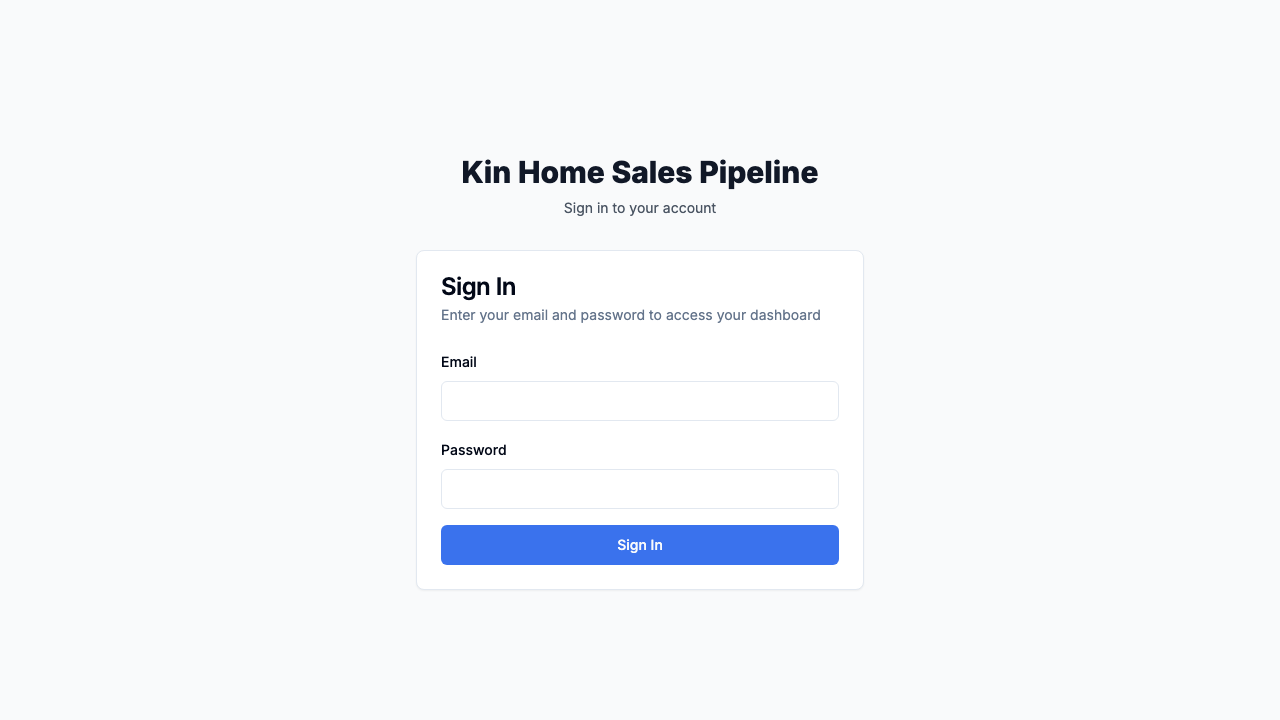 Kin Home Sales Pipeline
Sign in to your account
Sign In
Enter your email and password to access your dashboard
Email
Password
Sign In